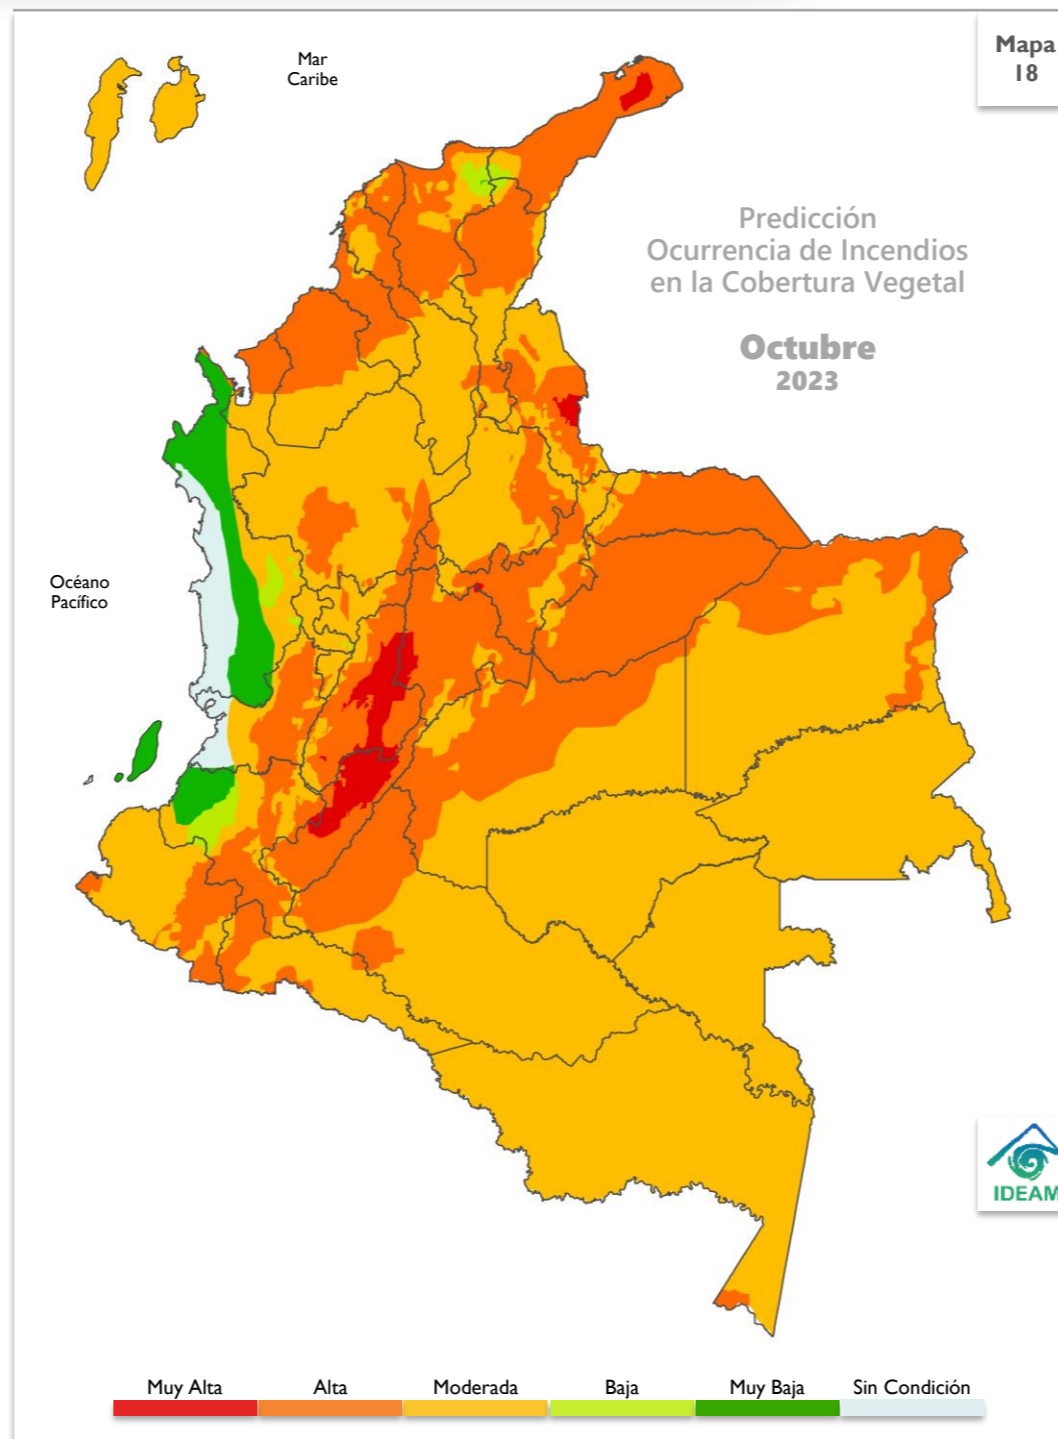 Mapa
18
Mar
Caribe
Predicción
Ocurrencia de Incendios
en la Cobertura Vegetal
Octubre
2023
Océano
Pacífico
IDEAM
Muy Alta
Alta
Moderada
Baja
Muy Baja
Sin Condición